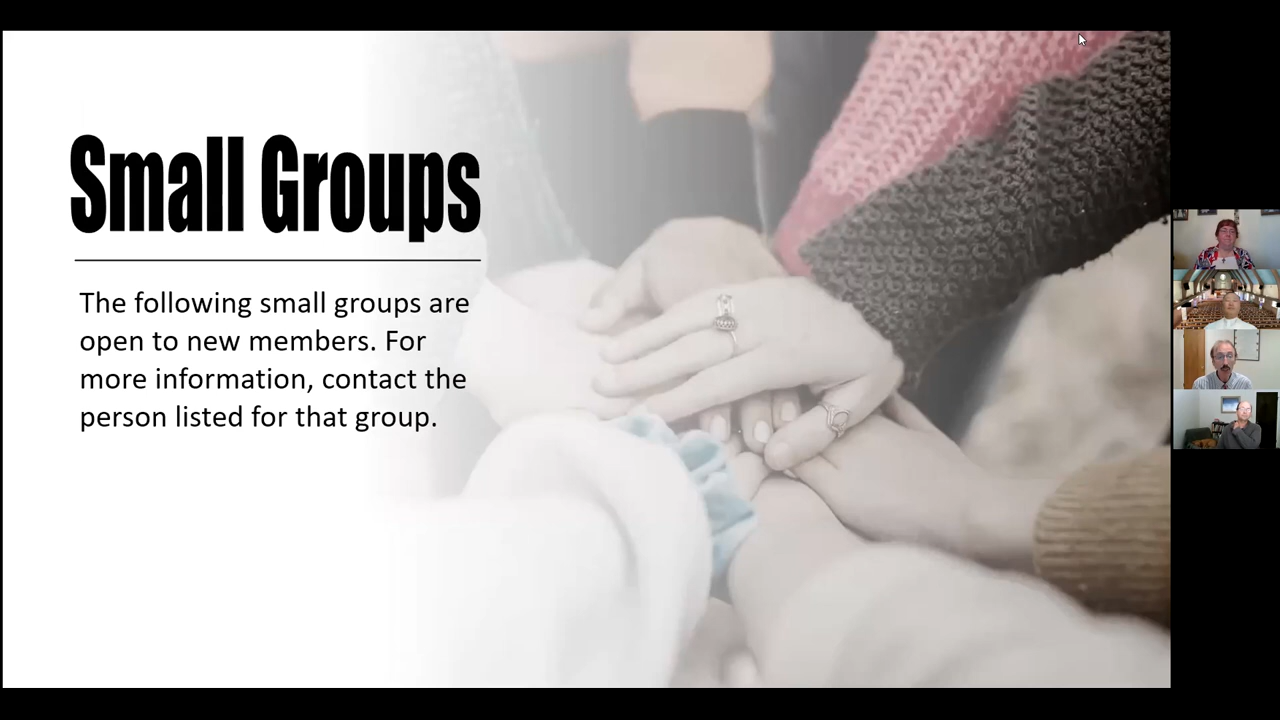 Small Groups
The following small groups are
open to new members. For
more information, contact the
person listed for that group.